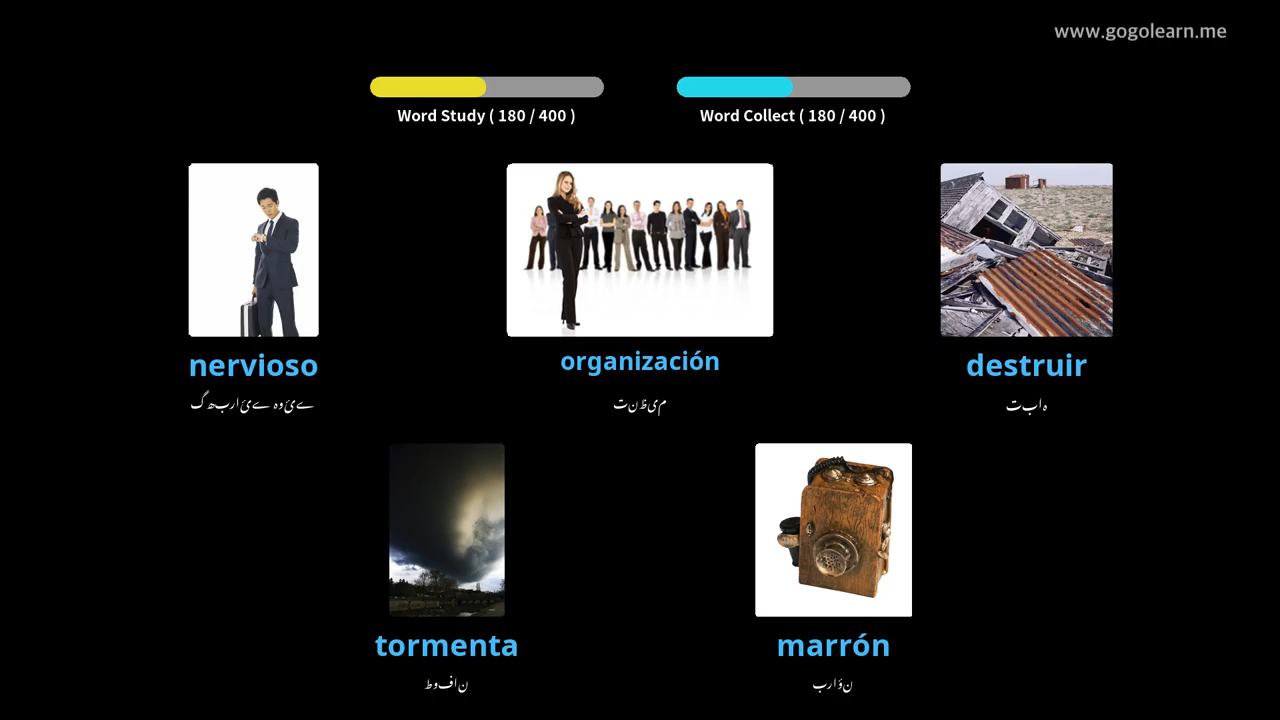 www.gogolearn.me
Word Study ( 180 / 400 )
Word Collect ( 180 / 400 )
nervioso
گھبرائے ہوئے
organización
تنظیم
destruir
تباہ
tormenta
طوفان
marrón
براؤن